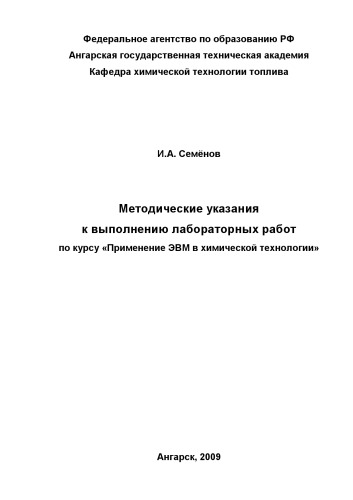 Федеральное агентство по образованию РФ
Ангарская государственная техническая академия
Кафедра химической технологии топлива
И.А. Семёнов
Методические указания
к выполнению лабораторных работ
по курсу «Применение ЭВМ в химической технологии»
Ангарск, 2009